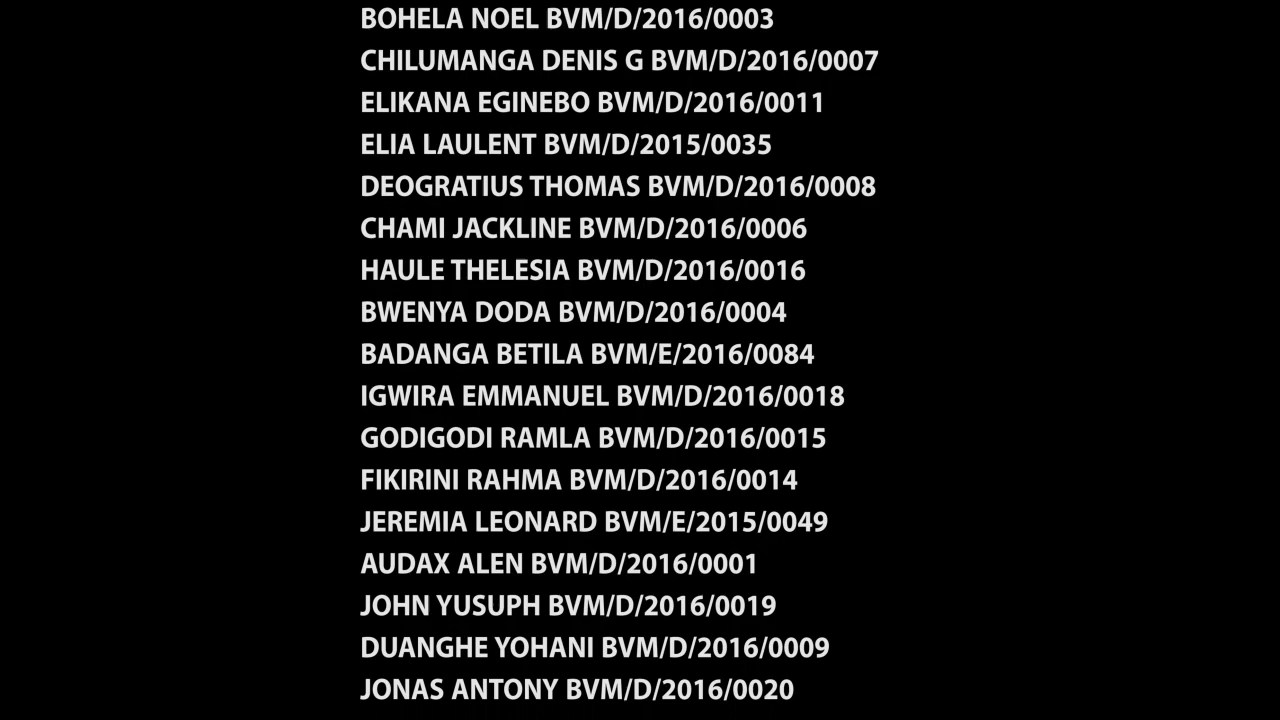 BOHELA NOEL BVM/D/2016/0003
CHILUMANGA DENIS G BVM/D/2016/0007
ELIKANA EGINEBO BVM/D/2016/0011
ELIA LAULENT BVM/D/2015/0035
DEOGRATIUS THOMAS BVM/D/2016/0008
CHAMI JACKLINE BVM/D/2016/0006
HAULE THELESIA BVM/D/2016/0016
BWENYA DODA BVM/D/2016/0004
BADANGA BETILA BVM/E/2016/0084
IGWIRA EMMANUEL BVM/D/2016/0018
GODIGODI RAMLA BVM/D/2016/0015
FIKIRINI RAHMA BVM/D/2016/0014
JEREMIA LEONARD BVM/E/2015/0049
AUDAX ALEN BVM/D/2016/0001
JOHN YUSUPH BVM/D/2016/0019
DUANGHE YOHANI BVM/D/2016/0009
JONAS ANTONY BVM/D/2016/0020